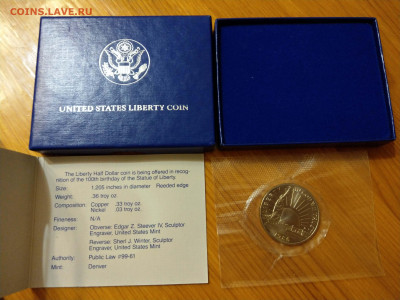 COINS.LAVE.RU
UNITED STATES LIBERTY COIN
The Liberty Half Dollar coin is being offered in recog-
nition of the 100th birthday of the Statue of Liberty.
Size: 1.205 inches in diameter Reeded edge
Weight: .36 troy oz.
Composition: Copper .33 troy oz.
Nickel .03 troy oz.
Fineness: N/A
Designer: Obverse: Edgar Z. Steever IV, Sculptor
Engraver, United States Mint
Reverse: Sherl J. Winter, Sculptor
Engraver, United States Mint
Authority: Public Law #99-61
Mint: Denver